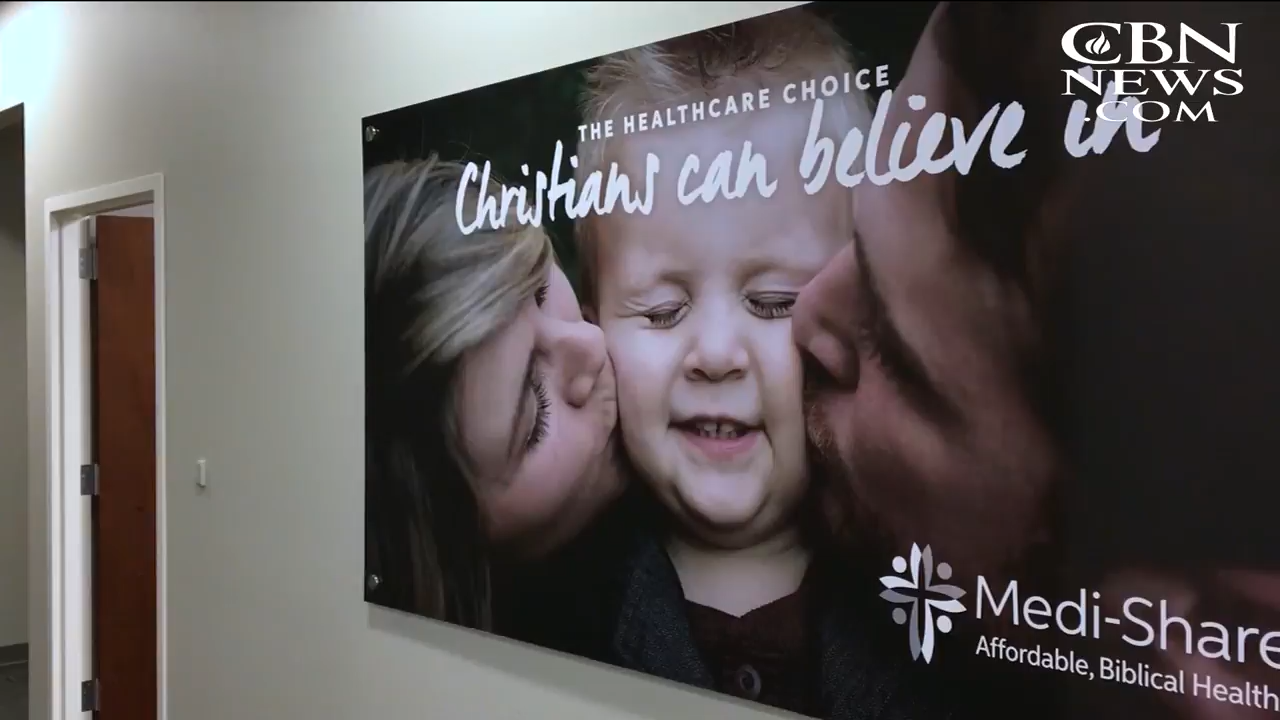 CBN
NEWS
.COM
THE HEALTHCARE CHOICE
Christians can believe in
Medi-Share
Affordable, Biblical Health